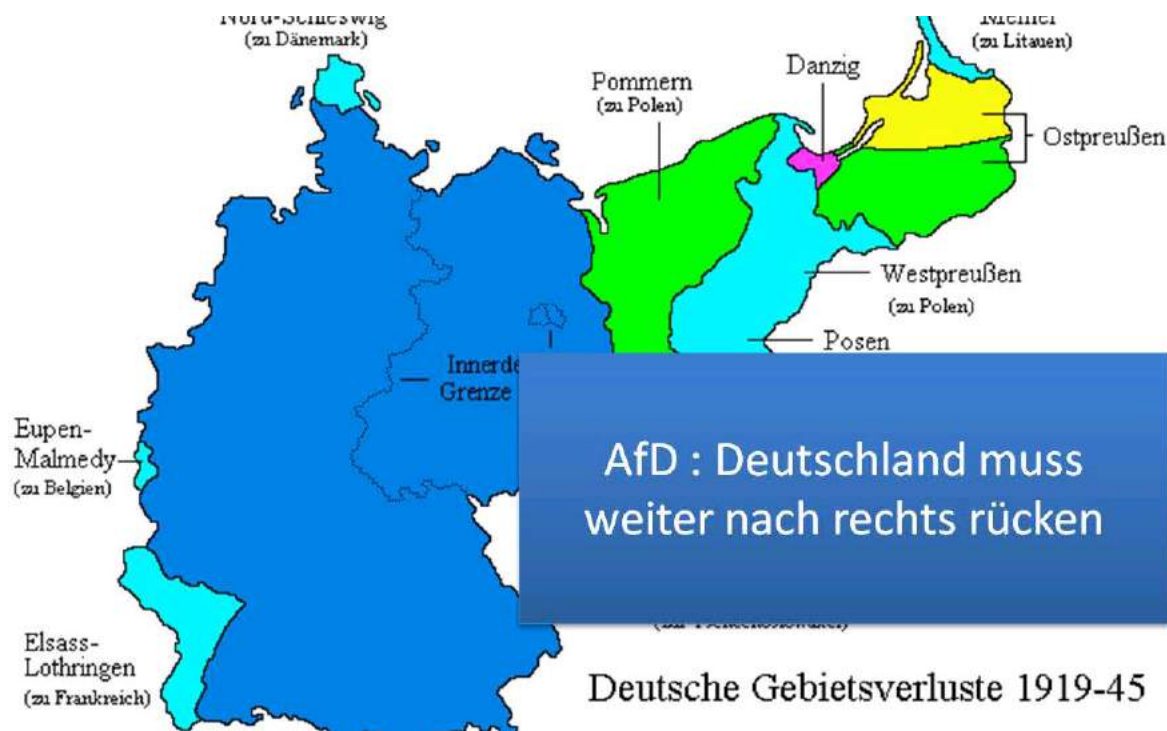 Nord-Schleswig
(zu Dänemark)
Memel
(zu Litauen)
Pommern
(zu Polen)
Danzig
Ostpreußen
Westpreußen
(zu Polen)
Posen
Innerde
Grenze
Eupen-
Malmedy
(zu Belgien)
AfD : Deutschland muss
weiter nach rechts rücken
Elsass-
Lothringen
(zu Frankreich)
Deutsche Gebietsverluste 1919-45